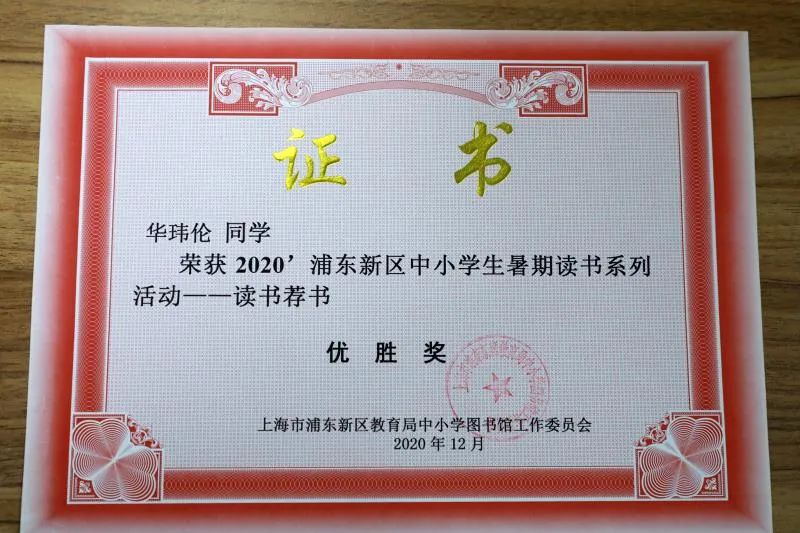 证 书
华玮伦 同学
荣获 2020’浦东新区中小学生暑期读书系列
活动——读书荐书
优 胜 奖
上海市浦东新区教育局中小学图书馆工作委员会
2020 年 12 月